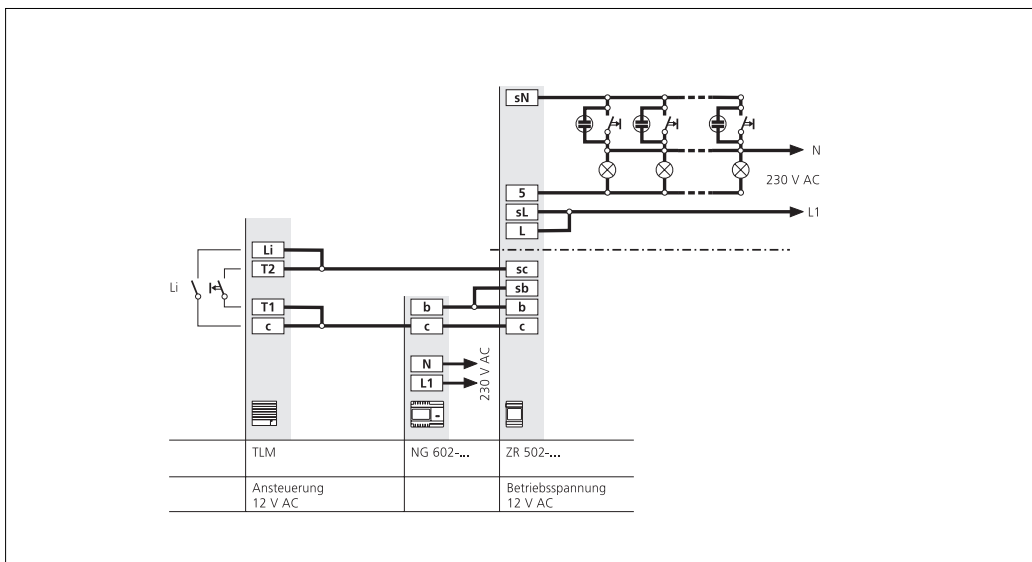 sN
N
230 V AC
5
sL
L1
L
Li
T2
sc
Li
sb
T1
b
b
c
c
c
N
L1
230 V AC
TLM
NG 602-...
ZR 502-...
Ansteuerung
12 V AC
Betriebsspannung
12 V AC